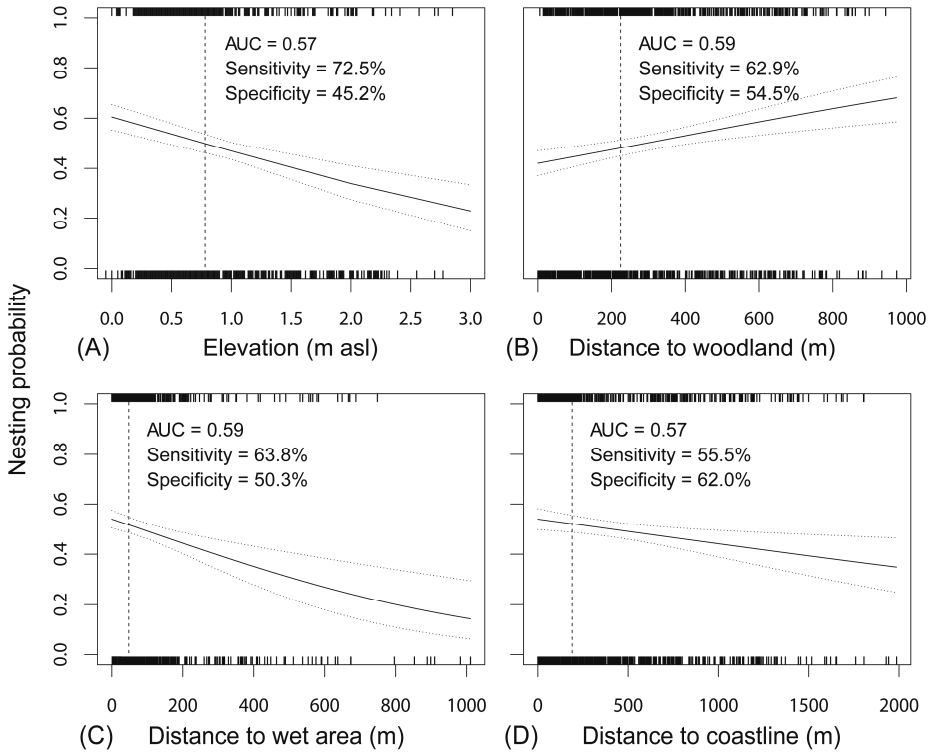 Nesting probability
1.0
0.8
0.6
0.4
0.2
0.0
AUC = 0.57
Sensitivity = 72.5%
Specificity = 45.2%
0.0 0.5 1.0 1.5 2.0 2.5 3.0
(A) Elevation (m asl)
AUC = 0.59
Sensitivity = 62.9%
Specificity = 54.5%
0 200 400 600 800 1000
(B) Distance to woodland (m)
1.0
0.8
0.6
0.4
0.2
0.0
AUC = 0.59
Sensitivity = 63.8%
Specificity = 50.3%
0 200 400 600 800 1000
(C) Distance to wet area (m)
AUC = 0.57
Sensitivity = 55.5%
Specificity = 62.0%
0 500 1000 1500 2000
(D) Distance to coastline (m)